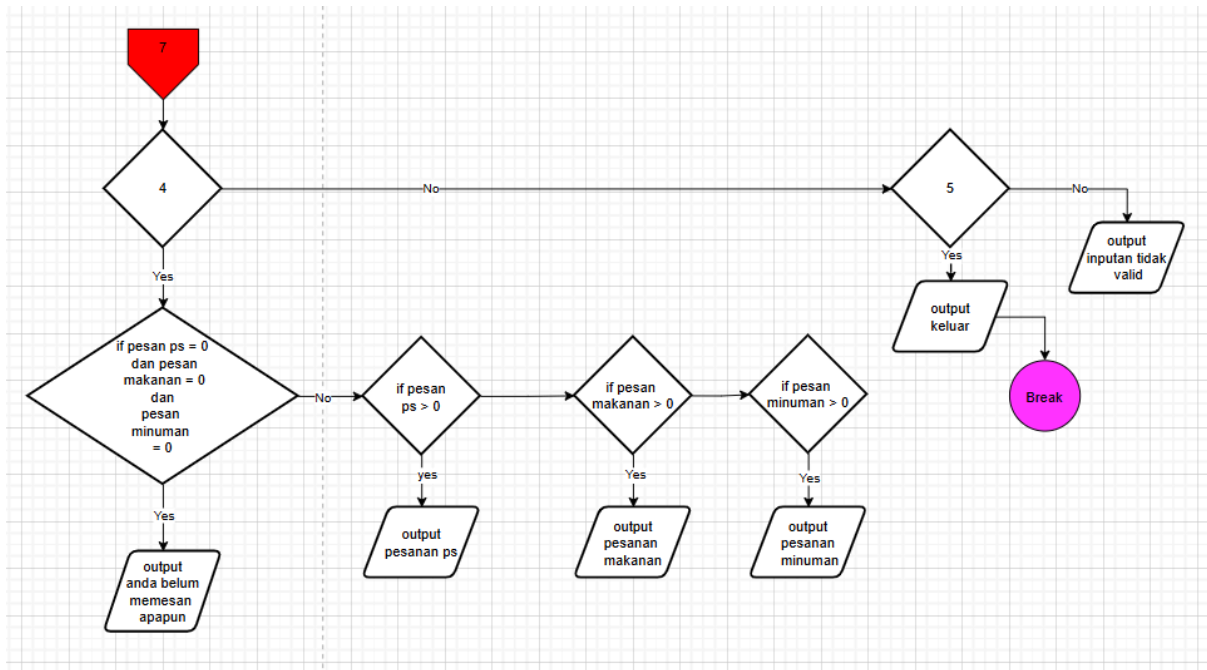 7
4
No
5
No
output
inputan tidak
valid
Yes
output
keluar
Break
Yes
if pesan ps = 0
dan pesan
makanan = 0
dan
pesan
minuman
= 0
No
if pesan
ps > 0
if pesan
makanan > 0
if pesan
minuman > 0
yes
output
pesanan ps
Yes
output
pesanan
makanan
Yes
output
pesanan
minuman
Yes
output
anda belum
memesan
apapun